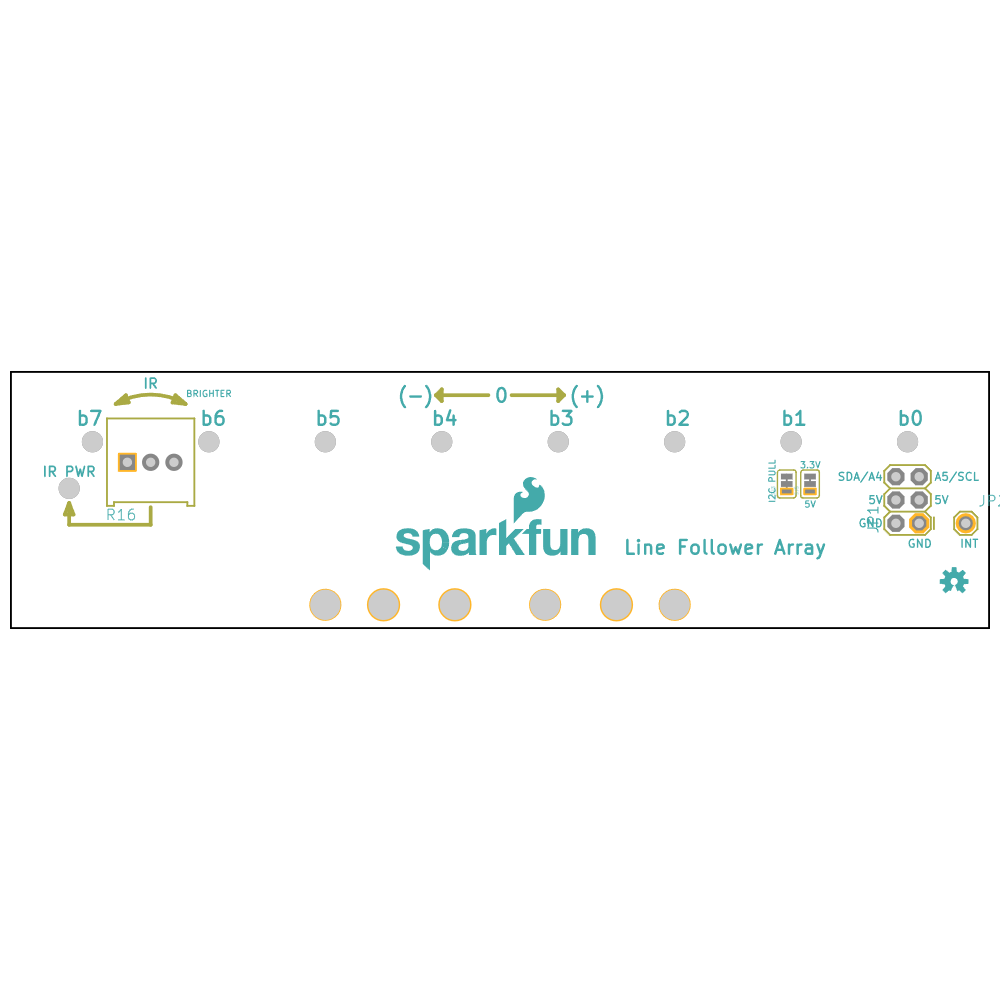 IR
BRIGHTER
(-) 0 (+)
b7 b6 b5 b4 b3 b2 b1 b0
IR PWR
R16
I2C PULL
3.3V
5V
SDA/A4 A5/SCL
5V 5V
JP1
GND
GND
INT
sparkfun
Line Follower Array